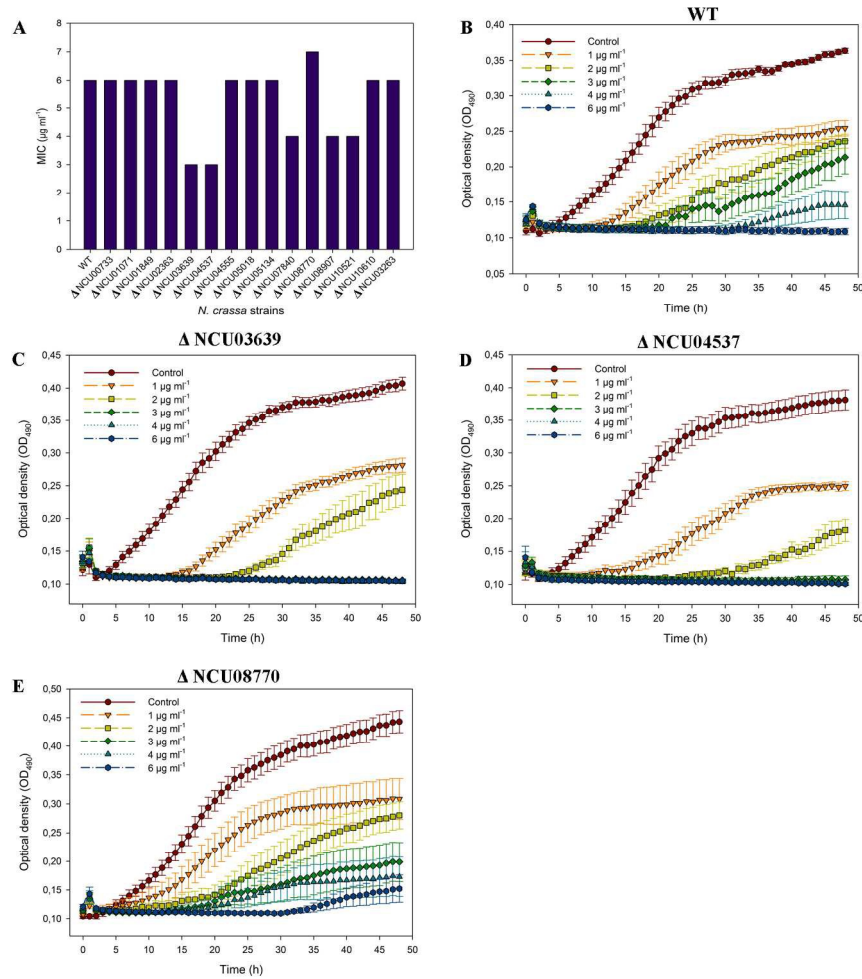 A
MIC (µg ml-1)
8
7
6
5
4
3
2
1
0
WT
Δ NCU00733
Δ NCU01071
Δ NCU01849
Δ NCU02363
Δ NCU03639
Δ NCU04537
Δ NCU04555
Δ NCU05018
Δ NCU05134
Δ NCU07840
Δ NCU08770
Δ NCU08907
Δ NCU10521
Δ NCU10610
Δ NCU03263
N. crassa strains
WT
B
Optical density (OD490)
0,40
0,35
0,30
0,25
0,20
0,15
0,10
0,05
Control
1 µg ml-1
2 µg ml-1
3 µg ml-1
4 µg ml-1
6 µg ml-1
0 5 10 15 20 25 30 35 40 45 50
Time (h)
Δ NCU03639
C
Optical density (OD490)
0,45
0,40
0,35
0,30
0,25
0,20
0,15
0,10
Control
1 µg ml-1
2 µg ml-1
3 µg ml-1
4 µg ml-1
6 µg ml-1
0 5 10 15 20 25 30 35 40 45 50
Time (h)
Δ NCU04537
D
Optical density (OD490)
0,45
0,40
0,35
0,30
0,25
0,20
0,15
0,10
Control
1 µg ml-1
2 µg ml-1
3 µg ml-1
4 µg ml-1
6 µg ml-1
0 5 10 15 20 25 30 35 40 45 50
Time (h)
Δ NCU08770
E
Optical density (OD490)
0,50
0,45
0,40
0,35
0,30
0,25
0,20
0,15
0,10
Control
1 µg ml-1
2 µg ml-1
3 µg ml-1
4 µg ml-1
6 µg ml-1
0 5 10 15 20 25 30 35 40 45 50
Time (h)